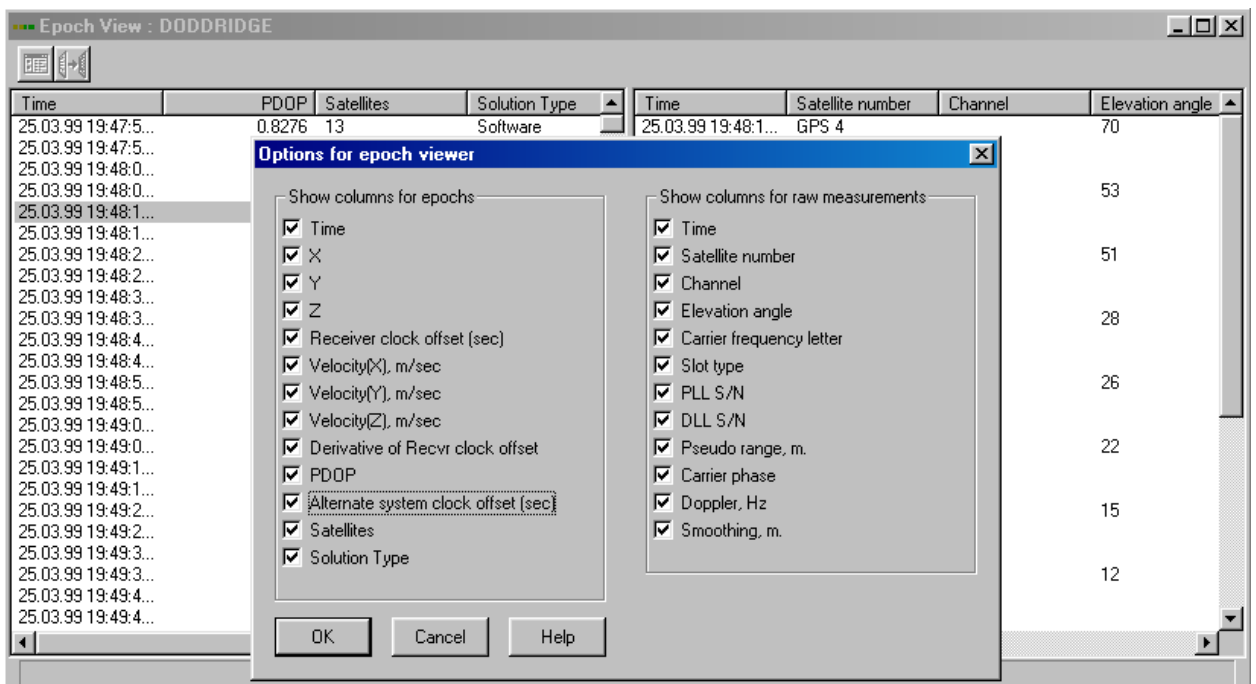 Epoch View : DODDRIDGE
Time PDOP Satellites Solution Type
25.03.99 19:47:5... 0.8276 13 Software
25.03.99 19:47:5...
25.03.99 19:48:0...
25.03.99 19:48:0...
25.03.99 19:48:1...
25.03.99 19:48:1...
25.03.99 19:48:2...
25.03.99 19:48:2...
25.03.99 19:48:3...
25.03.99 19:48:3...
25.03.99 19:48:4...
25.03.99 19:48:4...
25.03.99 19:48:5...
25.03.99 19:48:5...
25.03.99 19:49:0...
25.03.99 19:49:0...
25.03.99 19:49:1...
25.03.99 19:49:1...
25.03.99 19:49:2...
25.03.99 19:49:2...
25.03.99 19:49:3...
25.03.99 19:49:3...
25.03.99 19:49:4...
25.03.99 19:49:4...
Time Satellite number Channel Elevation angle
25.03.99 19:48:1... GPS 4 70
53
51
28
26
22
15
12
Options for epoch viewer
Show columns for epochs
Time
X
Y
Z
Receiver clock offset (sec)
Velocity(X), m/sec
Velocity(Y), m/sec
Velocity(Z), m/sec
Derivative of Recvr clock offset
PDOP
Alternate system clock offset (sec)
Satellites
Solution Type
Show columns for raw measurements
Time
Satellite number
Channel
Elevation angle
Carrier frequency letter
Slot type
PLL S/N
DLL S/N
Pseudo range, m.
Carrier phase
Doppler, Hz
Smoothing, m.
OK Cancel Help